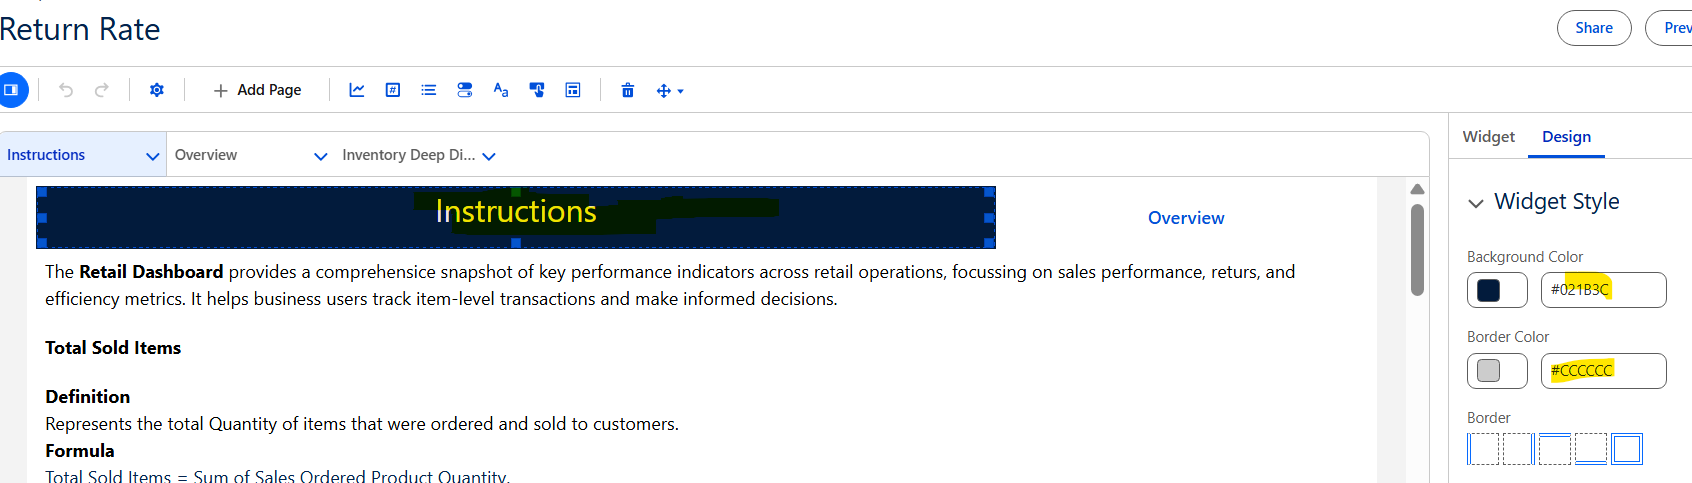 Return Rate
Share
Add Page
Instructions
Overview
Inventory Deep Di...
Widget
Design
Instructions
Overview
Widget Style
Background Color
#021B3C
Border Color
#CCCCCC
Border
The Retail Dashboard provides a comprehensice snapshot of key performance indicators across retail operations, focussing on sales performance, returs, and
efficiency metrics. It helps business users track item-level transactions and make informed decisions.
Total Sold Items
Definition
Represents the total Quantity of items that were ordered and sold to customers.
Formula
Total Sold Items = Sum of Sales Ordered Product Quantity.